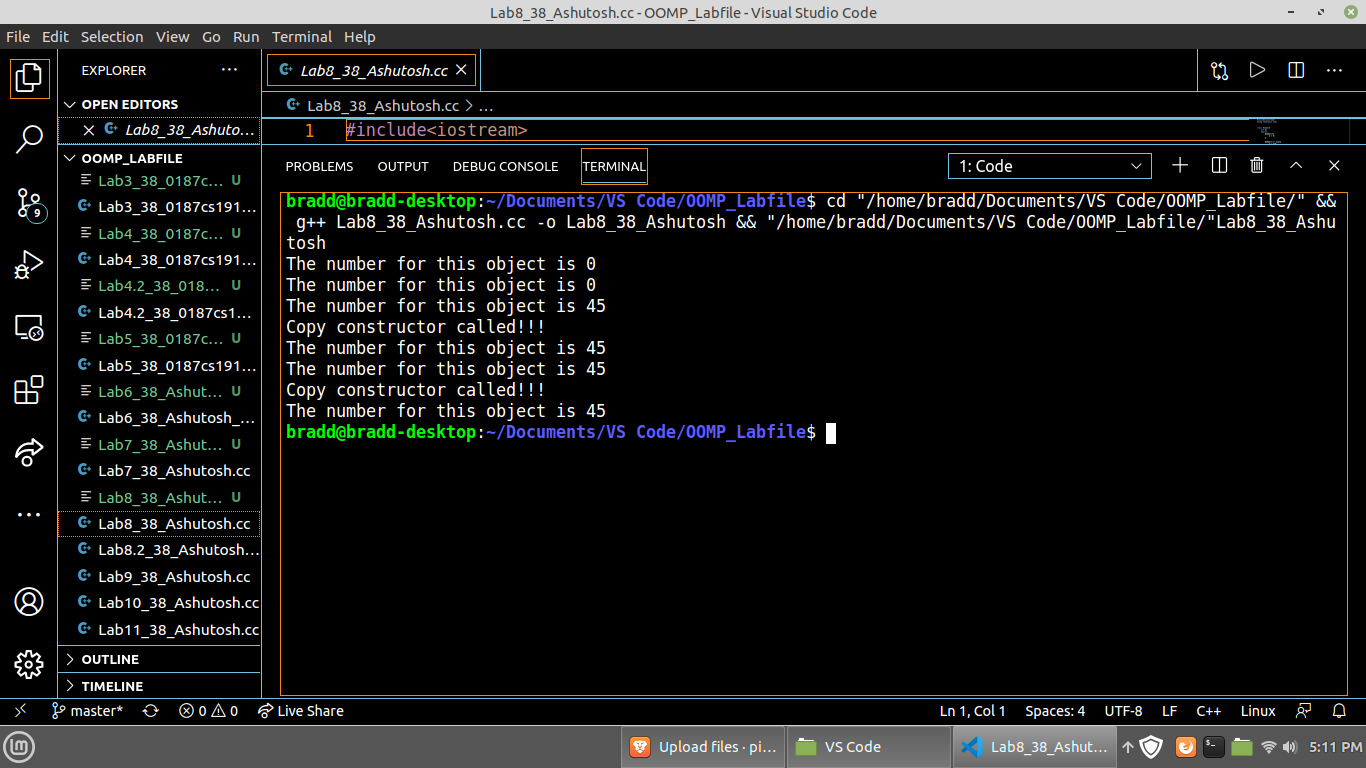 Lab8_38_Ashutosh.cc - OOMP_Labfile - Visual Studio Code
File Edit Selection View Go Run Terminal Help
EXPLORER ···
OPEN EDITORS
Lab8_38_Ashuto...
OOMP_LABFILE
Lab3_38_0187c... U
Lab3_38_0187cs191...
Lab4_38_0187c... U
Lab4_38_0187cs191...
Lab4.2_38_018... U
Lab4.2_38_0187cs1...
Lab5_38_0187c... U
Lab5_38_0187cs191...
Lab6_38_Ashut... U
Lab6_38_Ashutosh_...
Lab7_38_Ashut... U
Lab7_38_Ashutosh.cc
Lab8_38_Ashut... U
Lab8_38_Ashutosh.cc
Lab8.2_38_Ashutosh...
Lab9_38_Ashutosh.cc
Lab10_38_Ashutosh.cc
Lab11_38_Ashutosh.cc
OUTLINE
TIMELINE
9
Lab8_38_Ashutosh.cc
Lab8_38_Ashutosh.cc > ...
1 #include<iostream>
PROBLEMS OUTPUT DEBUG CONSOLE TERMINAL 1: Code
bradd@bradd-desktop:~/Documents/VS Code/OOMP_Labfile$ cd "/home/bradd/Documents/VS Code/OOMP_Labfile/" &&
g++ Lab8_38_Ashutosh.cc -o Lab8_38_Ashutosh && "/home/bradd/Documents/VS Code/OOMP_Labfile/"Lab8_38_Ashu
tosh
The number for this object is 0
The number for this object is 0
The number for this object is 45
Copy constructor called!!!
The number for this object is 45
The number for this object is 45
Copy constructor called!!!
The number for this object is 45
bradd@bradd-desktop:~/Documents/VS Code/OOMP_Labfile$
master* 0 0 Live Share Ln 1, Col 1 Spaces: 4 UTF-8 LF C++ Linux
Upload files · pi... VS Code Lab8_38_Ashut... 5:11 PM